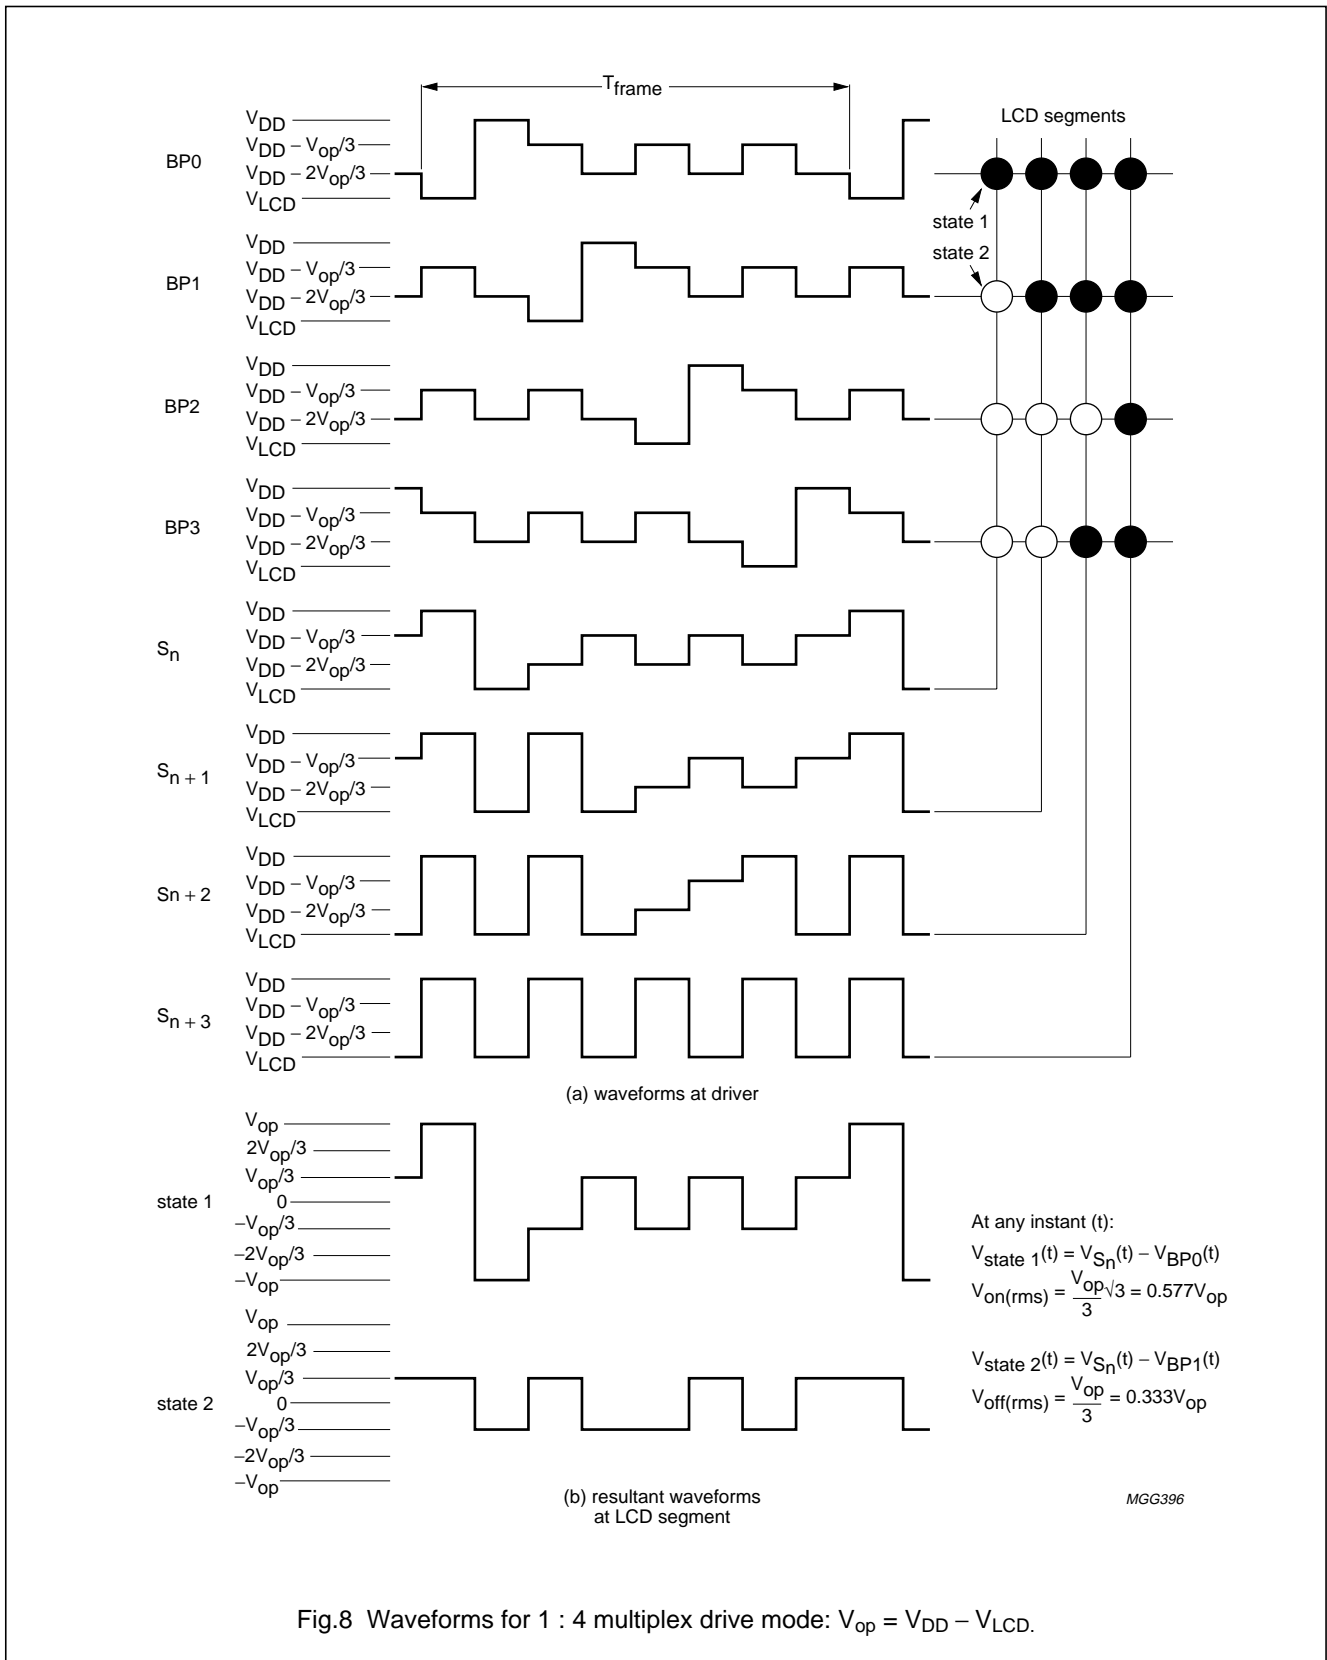 Tframe
LCD segments
BP0
VDD
VDD – Vop/3
VDD – 2Vop/3
VLCD
state 1
BP1
VDD
VDD – Vop/3
VDD – 2Vop/3
VLCD
state 2
BP2
VDD
VDD – Vop/3
VDD – 2Vop/3
VLCD
BP3
VDD
VDD – Vop/3
VDD – 2Vop/3
VLCD
Sn
VDD
VDD – Vop/3
VDD – 2Vop/3
VLCD
Sn + 1
VDD
VDD – Vop/3
VDD – 2Vop/3
VLCD
Sn + 2
VDD
VDD – Vop/3
VDD – 2Vop/3
VLCD
Sn + 3
VDD
VDD – Vop/3
VDD – 2Vop/3
VLCD
(a) waveforms at driver
state 1
Vop
2Vop/3
Vop/3
0
–Vop/3
–2Vop/3
–Vop
state 2
Vop
2Vop/3
Vop/3
0
–Vop/3
–2Vop/3
–Vop
At any instant (t):
Vstate 1(t) = VSn(t) – VBP0(t)
Von(rms) = Vop/3 √3 = 0.577Vop
Vstate 2(t) = VSn(t) – VBP1(t)
Voff(rms) = Vop/3 = 0.333Vop
(b) resultant waveforms
at LCD segment
MGG396
Fig.8 Waveforms for 1 : 4 multiplex drive mode: Vop = VDD – VLCD.